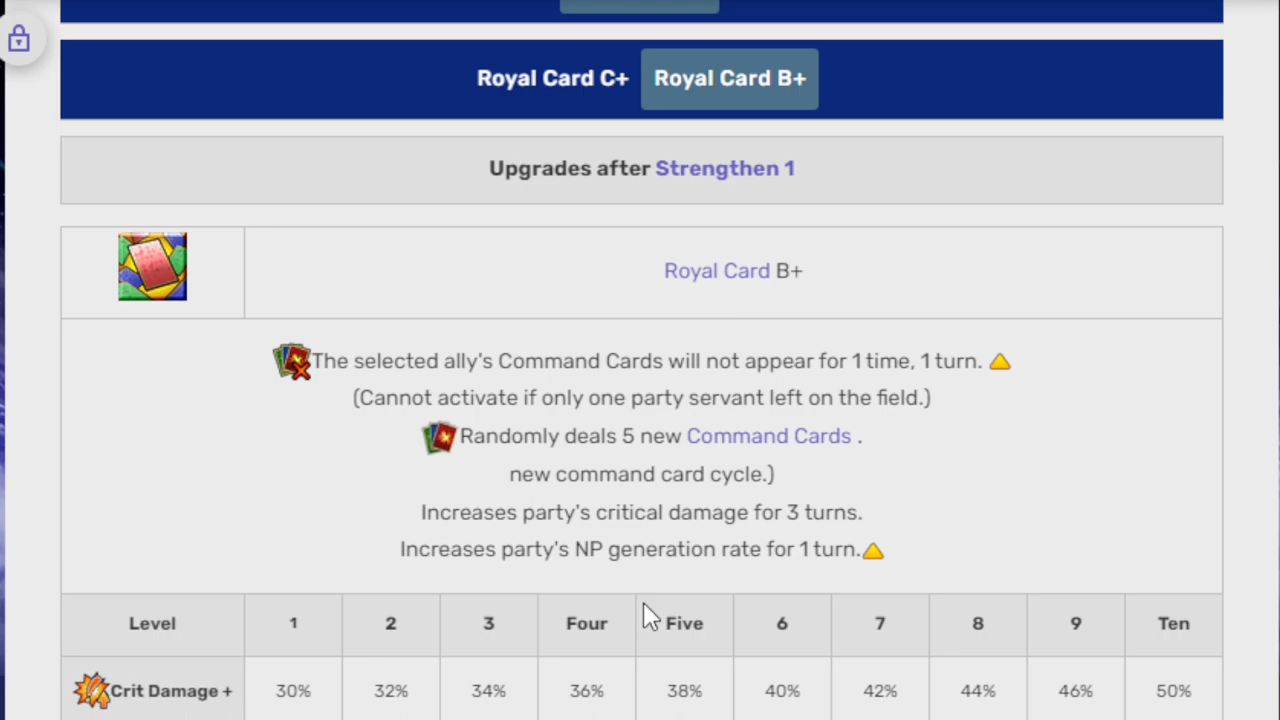 Royal Card C+ Royal Card B+
Upgrades after Strengthen 1
Royal Card B+
The selected ally's Command Cards will not appear for 1 time, 1 turn.
(Cannot activate if only one party servant left on the field.)
Randomly deals 5 new Command Cards .
new command card cycle.)
Increases party's critical damage for 3 turns.
Increases party's NP generation rate for 1 turn.
Level 1 2 3 Four Five 6 7 8 9 Ten
Crit Damage + 30% 32% 34% 36% 38% 40% 42% 44% 46% 50%